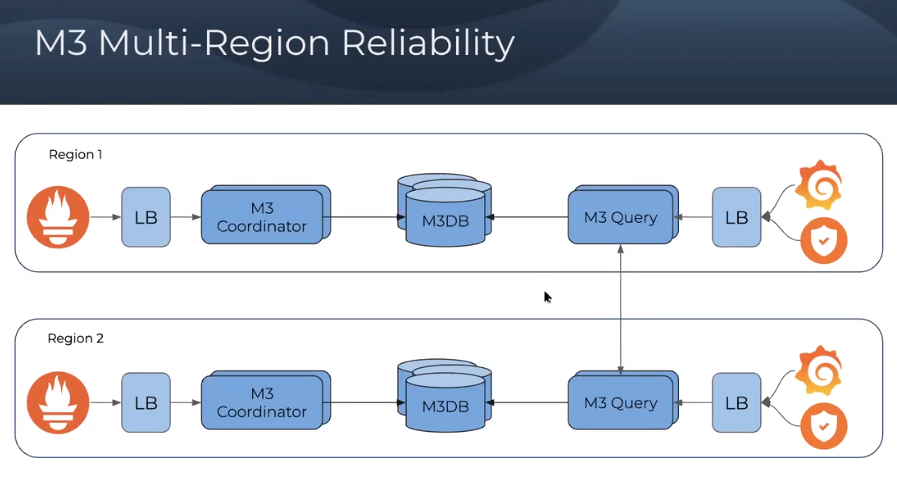 M3 Multi-Region Reliability
Region 1
LB
M3
Coordinator
M3DB
M3 Query
LB
Region 2
LB
M3
Coordinator
M3DB
M3 Query
LB